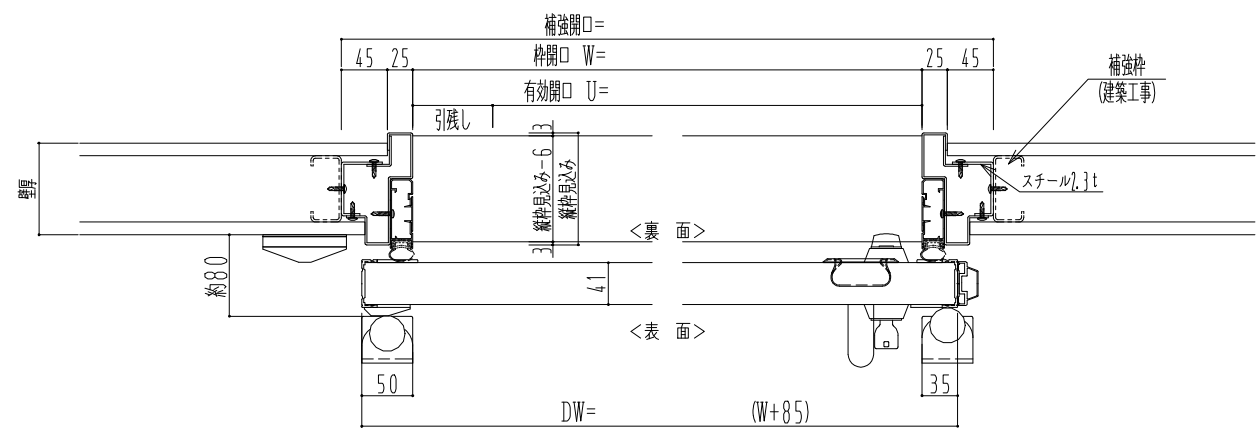 補強開口=
45 25 枠開口 W= 25 45
有効開口 U=
引残し
補強枠
(建築工事)
3
縦枠見込み-6
3
縦枠見込み
壁厚
スチール2.3t
<裏 面>
約80
41
<表 面>
50 35
DW= (W+85)